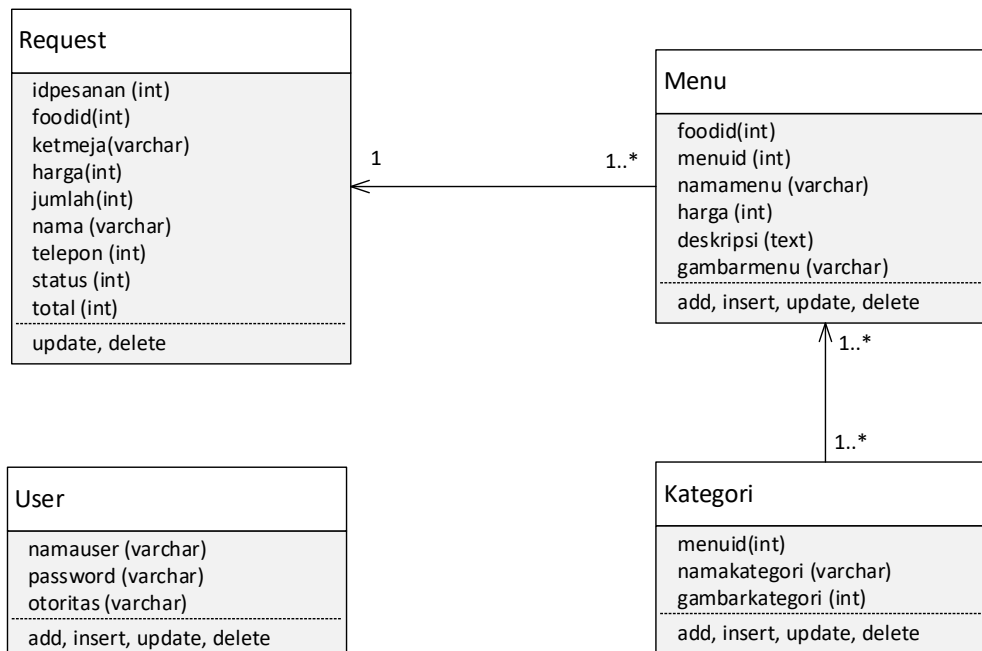 Request
idpesanan (int)
foodid(int)
ketmeja(varchar)
harga(int)
jumlah(int)
nama (varchar)
telepon (int)
status (int)
total (int)
update, delete
1
1..*
Menu
foodid(int)
menuid (int)
namamenu (varchar)
harga (int)
deskripsi (text)
gambarmenu (varchar)
add, insert, update, delete
1..*
1..*
User
namauser (varchar)
password (varchar)
otoritas (varchar)
add, insert, update, delete
Kategori
menuid(int)
namakategori (varchar)
gambarkategori (int)
add, insert, update, delete